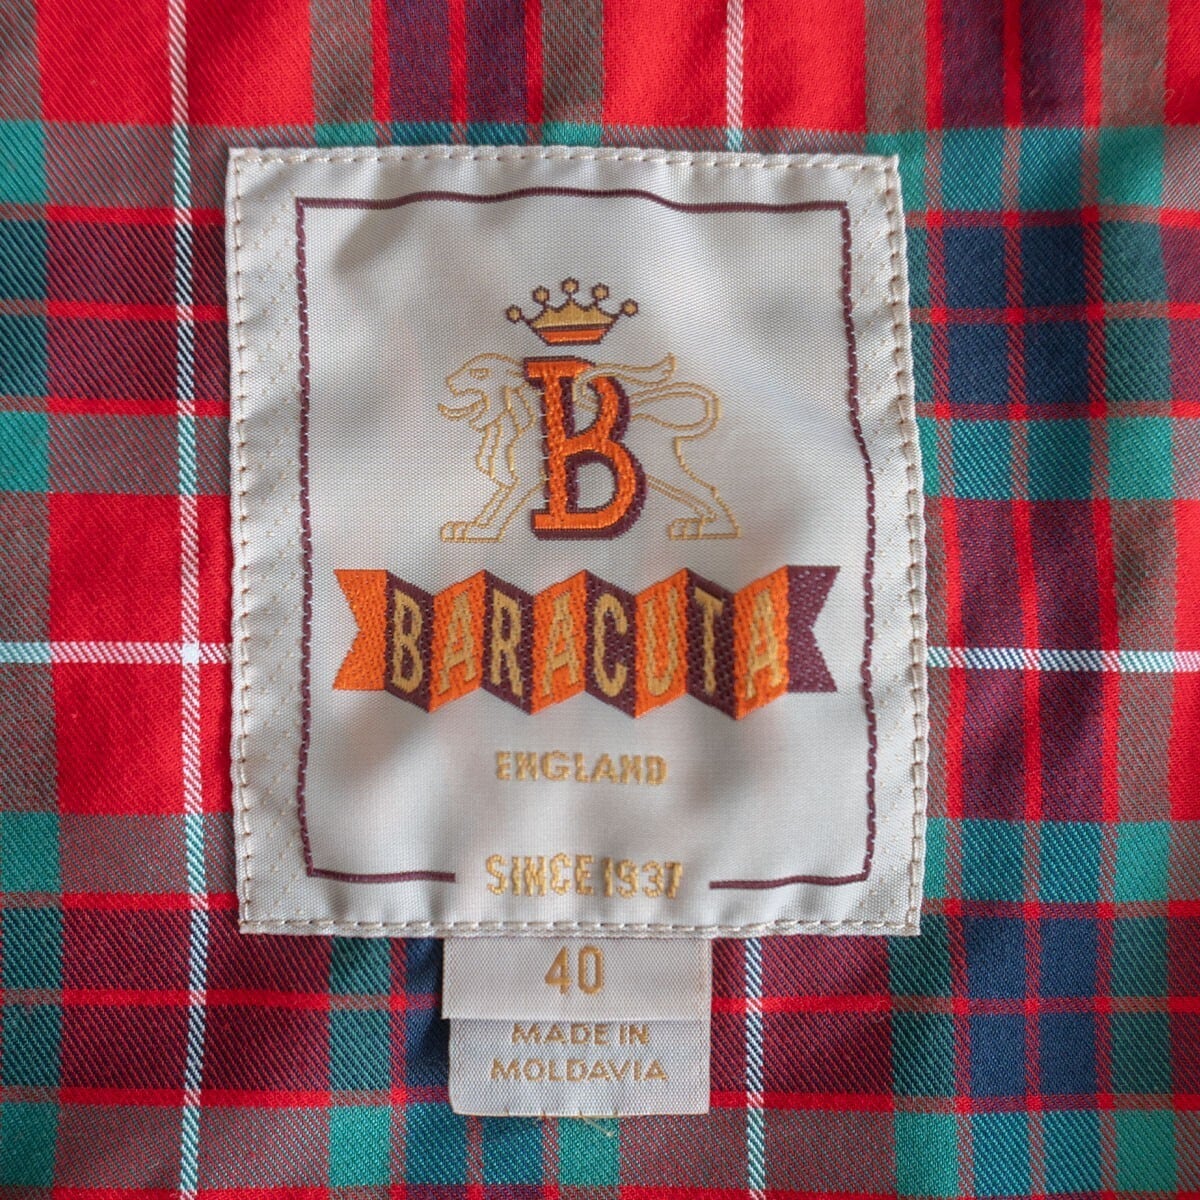 B
BARACUTA
ENGLAND
SINCE 1937
40
MADE IN
MOLDAVIA